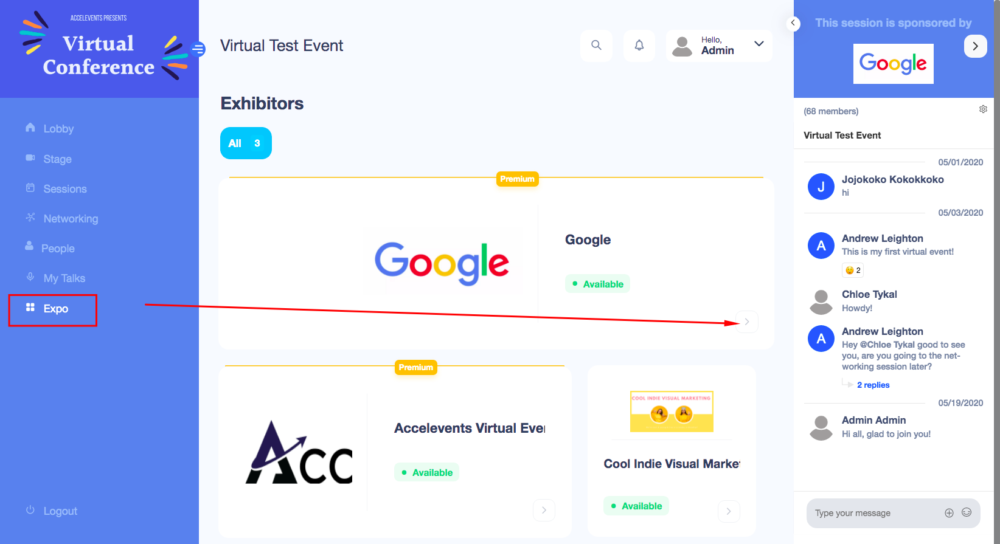 ACCELEVENTS PRESENTS
Virtual
Conference
Lobby
Stage
Sessions
Networking
People
My Talks
Expo
Logout
Virtual Test Event
Hello,
Admin
Exhibitors
All 3
Premium
Google
Google
Available
Premium
ACC
Accelevents Virtual Eve
Available
COOL INDIE VISUAL MARKETING
Cool Indie Visual Market
Available
This session is sponsored by
Google
(68 members)
Virtual Test Event
05/01/2020
J
Jojokoko Kokokkoko
hi
05/03/2020
A
Andrew Leighton
This is my first virtual event!
2
Chloe Tykal
Howdy!
A
Andrew Leighton
Hey @Chloe Tykal good to see
you, are you going to the net-
working session later?
2 replies
05/19/2020
Admin Admin
Hi all, glad to join you!
Type your message